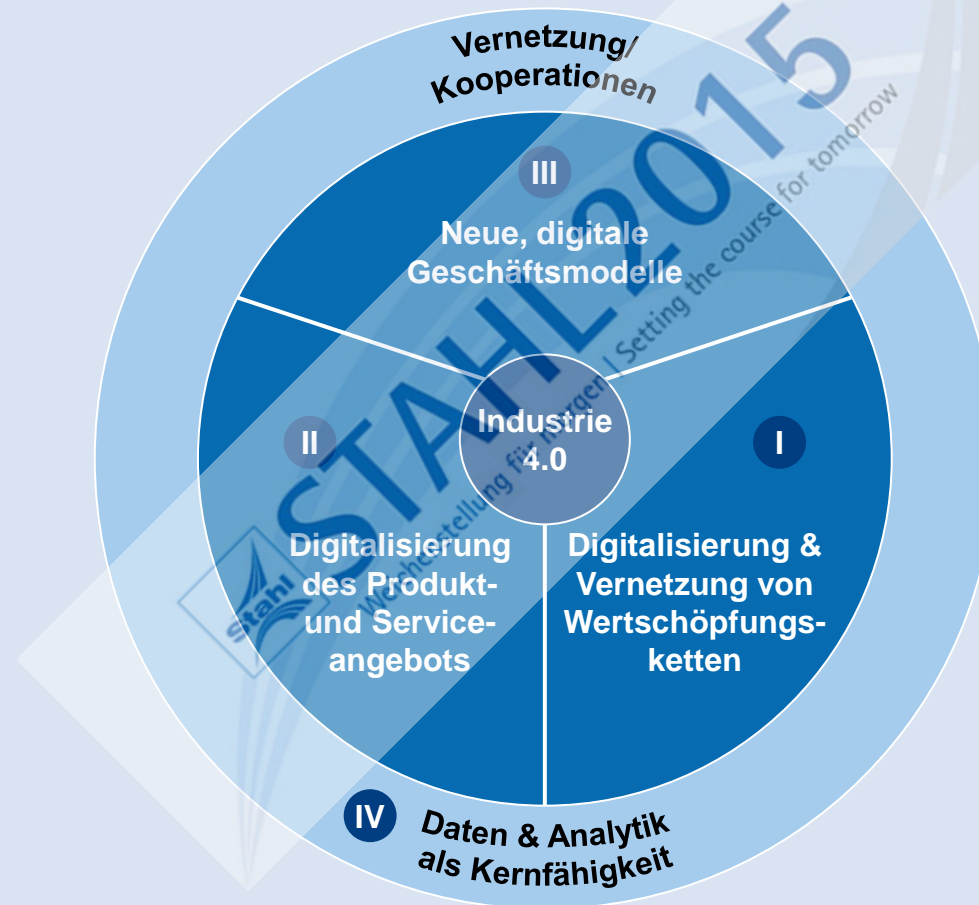 Vernetzung/
Kooperationen
III
Neue, digitale
Geschäftsmodelle
Industrie
4.0
II
Digitalisierung
des Produkt-
und Service-
angebots
I
Digitalisierung &
Vernetzung von
Wertschöpfungs-
ketten
IV
Daten & Analytik
als Kernfähigkeit
stahl
STAHL2015
Weichenstellung für morgen | Setting the course for tomorrow